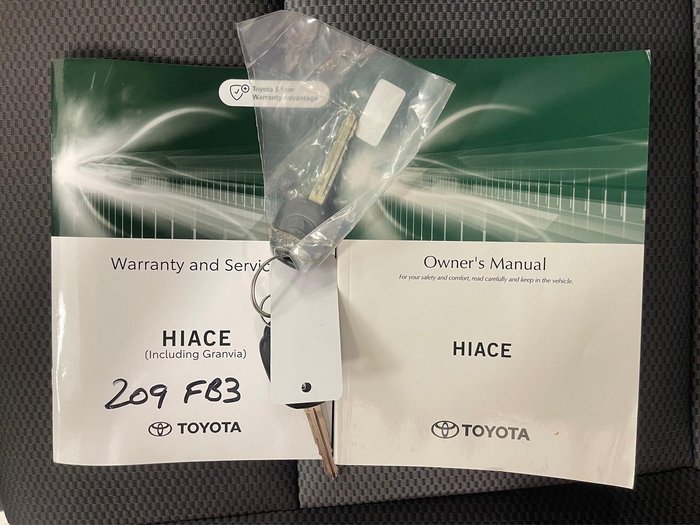 Toyota 5 Year
Warranty Advantage
Warranty and Servic
HIACE
(Including Granvia)
209 FB3
TOYOTA
Owner's Manual
For your safety and comfort, read carefully and keep in the vehicle.
HIACE
TOYOTA